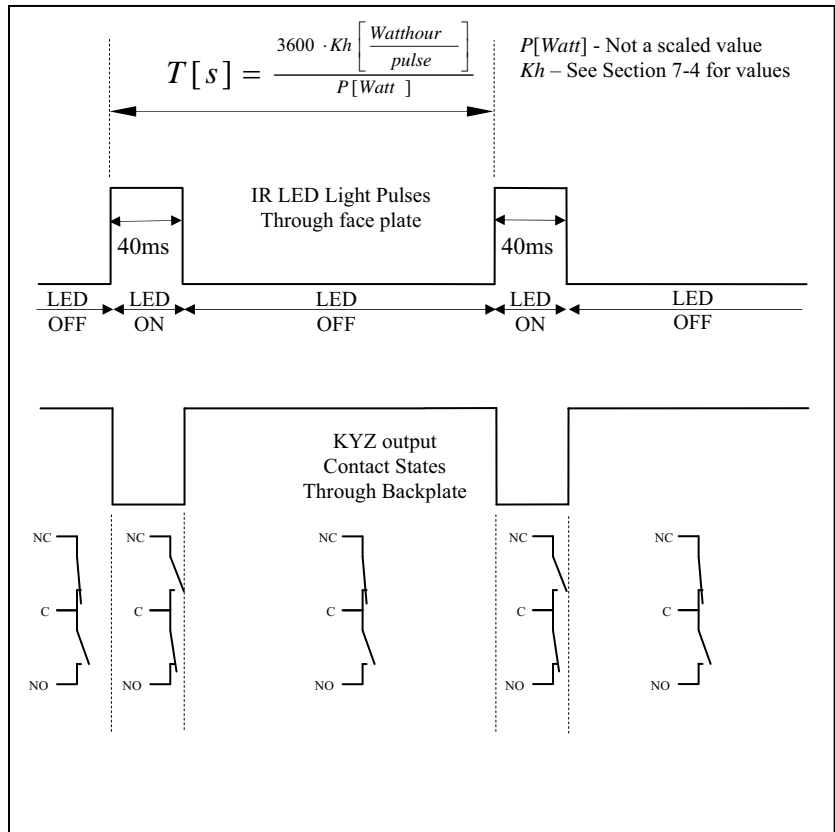 T[s] = 3600 · Kh [ Watthour / pulse ] / P[Watt ]
P[Watt] - Not a scaled value
Kh – See Section 7-4 for values
IR LED Light Pulses
Through face plate
40ms
40ms
LED LED LED LED LED
OFF ON OFF ON OFF
KYZ output
Contact States
Through Backplate
NC NC NC NC NC
C C C C C
NO NO NO NO NO